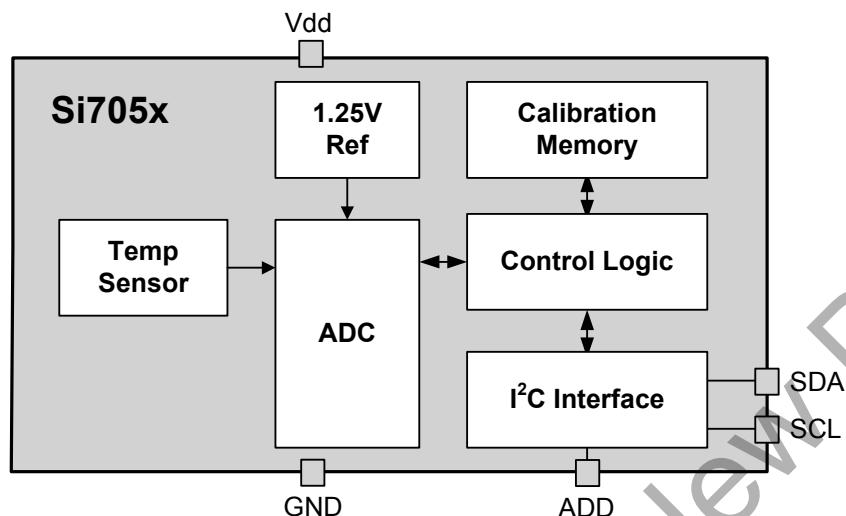 Vdd
Si705x
1.25V
Ref
Calibration
Memory
Temp
Sensor
ADC
Control Logic
I²C Interface
SDA
SCL
GND
ADD